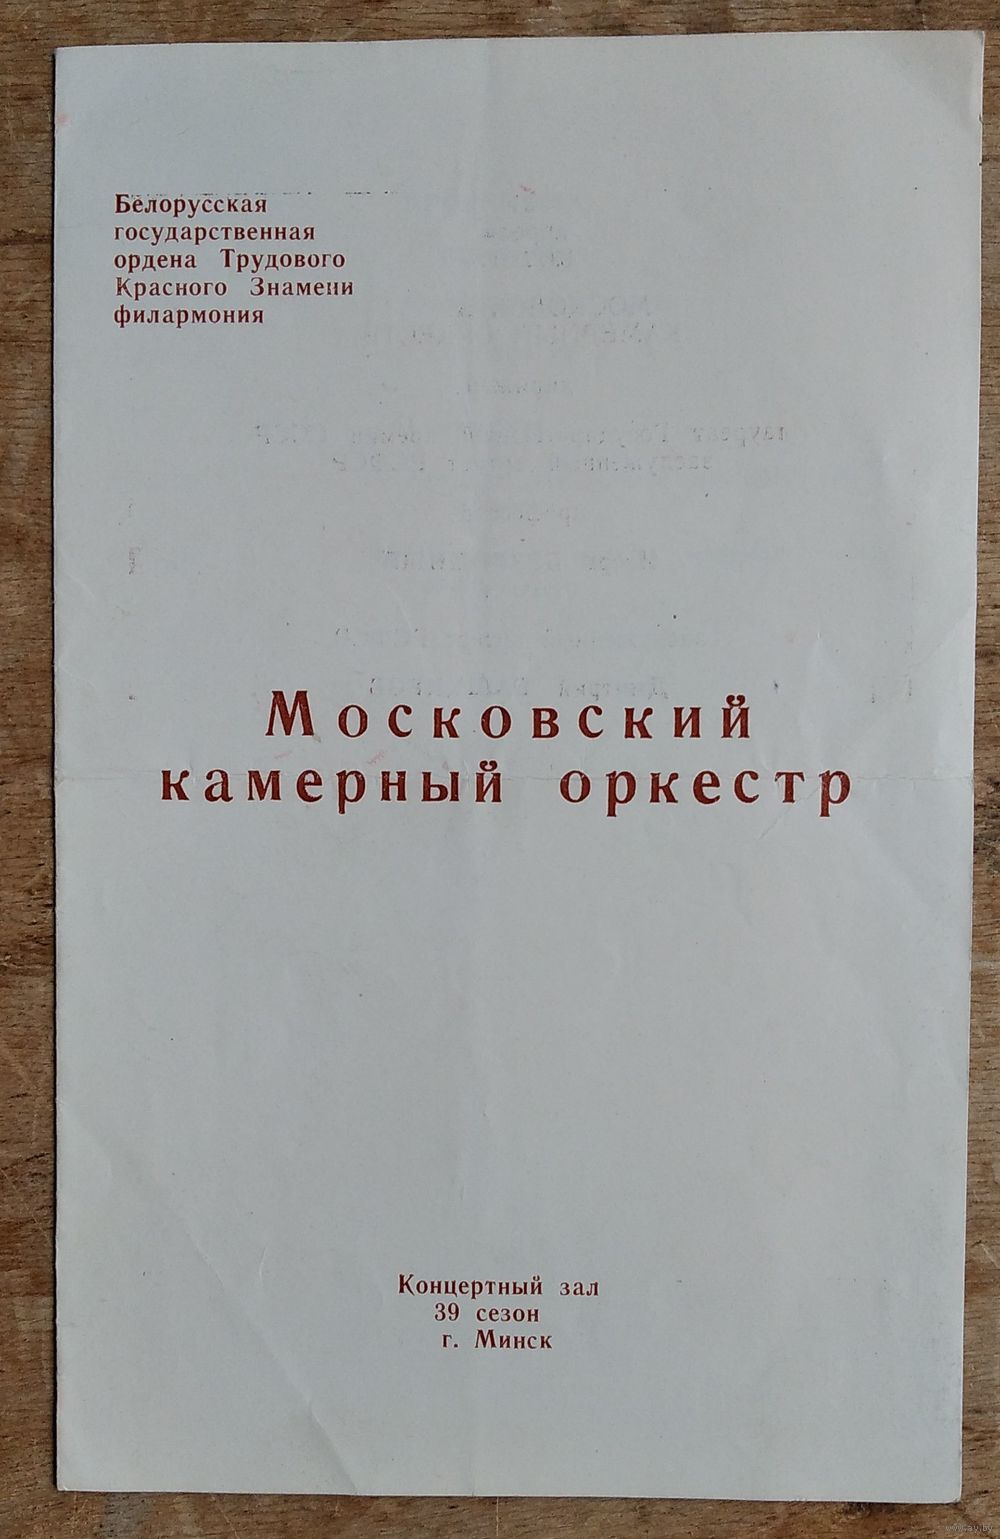 Белорусская
государственная
ордена Трудового
Красного Знамени
филармония
Московский
камерный оркестр
Концертный зал
39 сезон
г. Минск